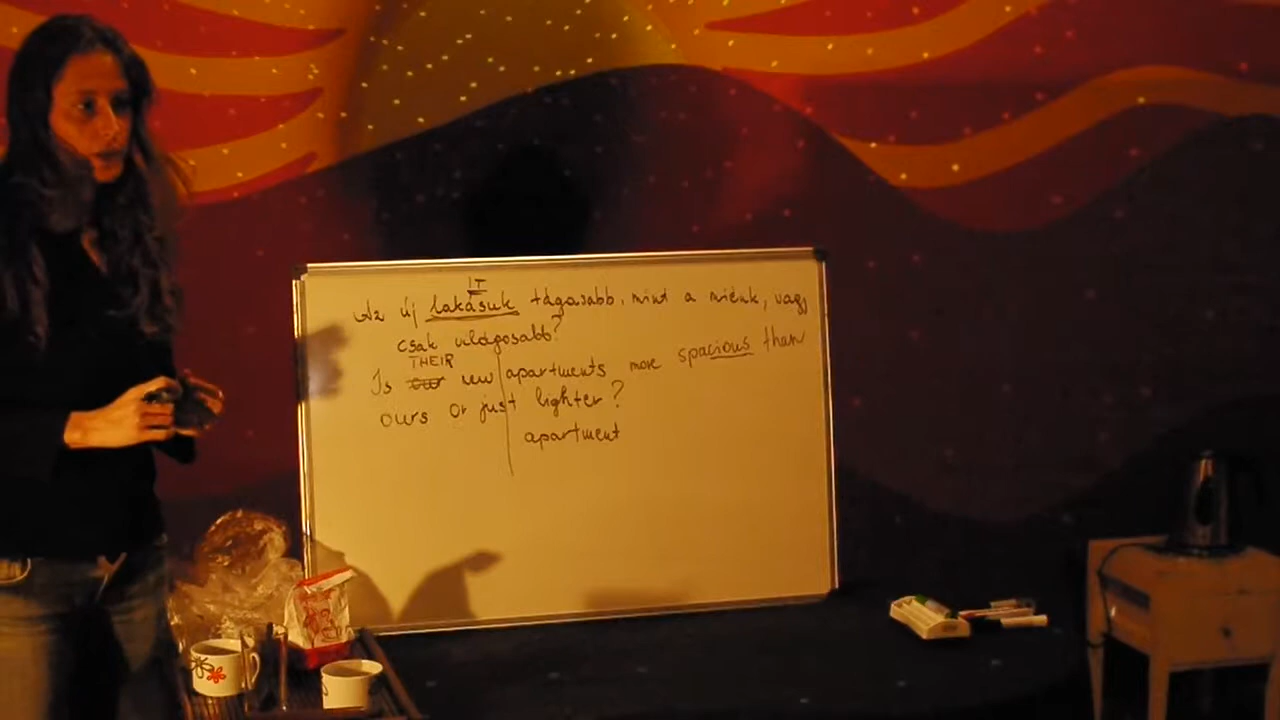 IT
Az új lakásuk tágasabb, mint a miénk, vagy
csak világosabb?
THEIR
Is new apartments more spacious than
ours or just lighter?
apartment